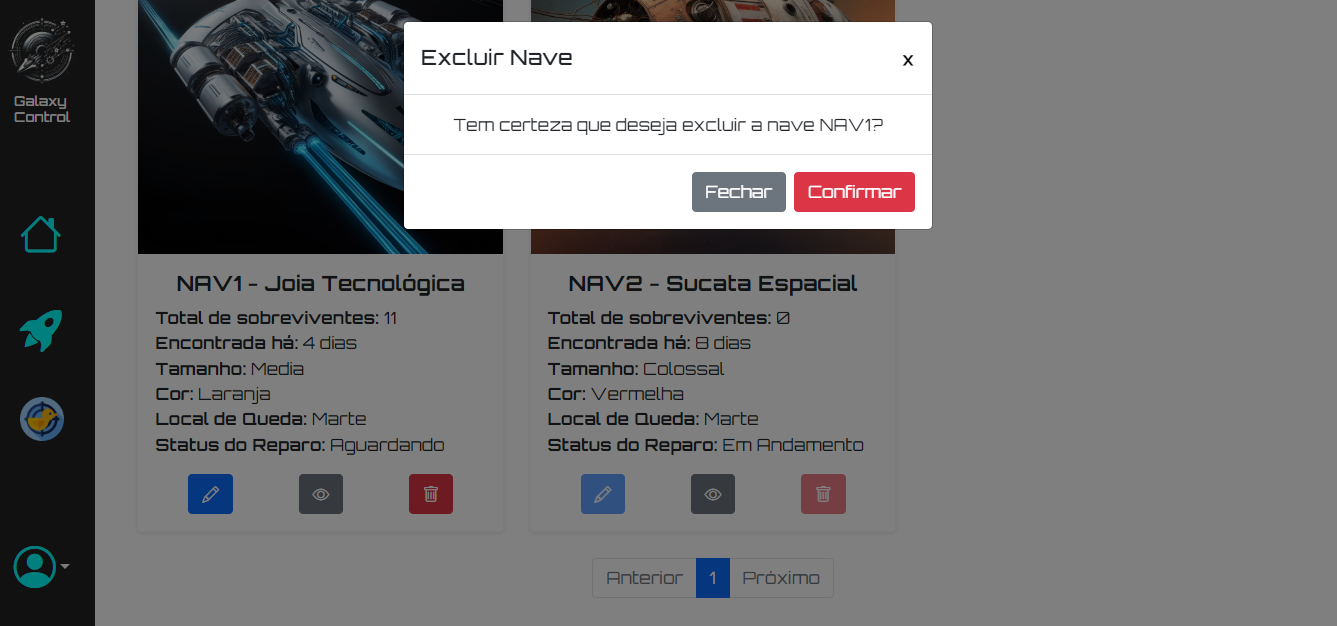 Galaxy
Control
Excluir Nave
x
Tem certeza que deseja excluir a nave NAV1?
Fechar
Confirmar
NAV1 - Joia Tecnológica
Total de sobreviventes: 11
Encontrada há: 4 dias
Tamanho: Media
Cor: Laranja
Local de Queda: Marte
Status do Reparo: Aguardando
NAV2 - Sucata Espacial
Total de sobreviventes: 0
Encontrada há: 8 dias
Tamanho: Colossal
Cor: Vermelha
Local de Queda: Marte
Status do Reparo: Em Andamento
Anterior 1 Próximo